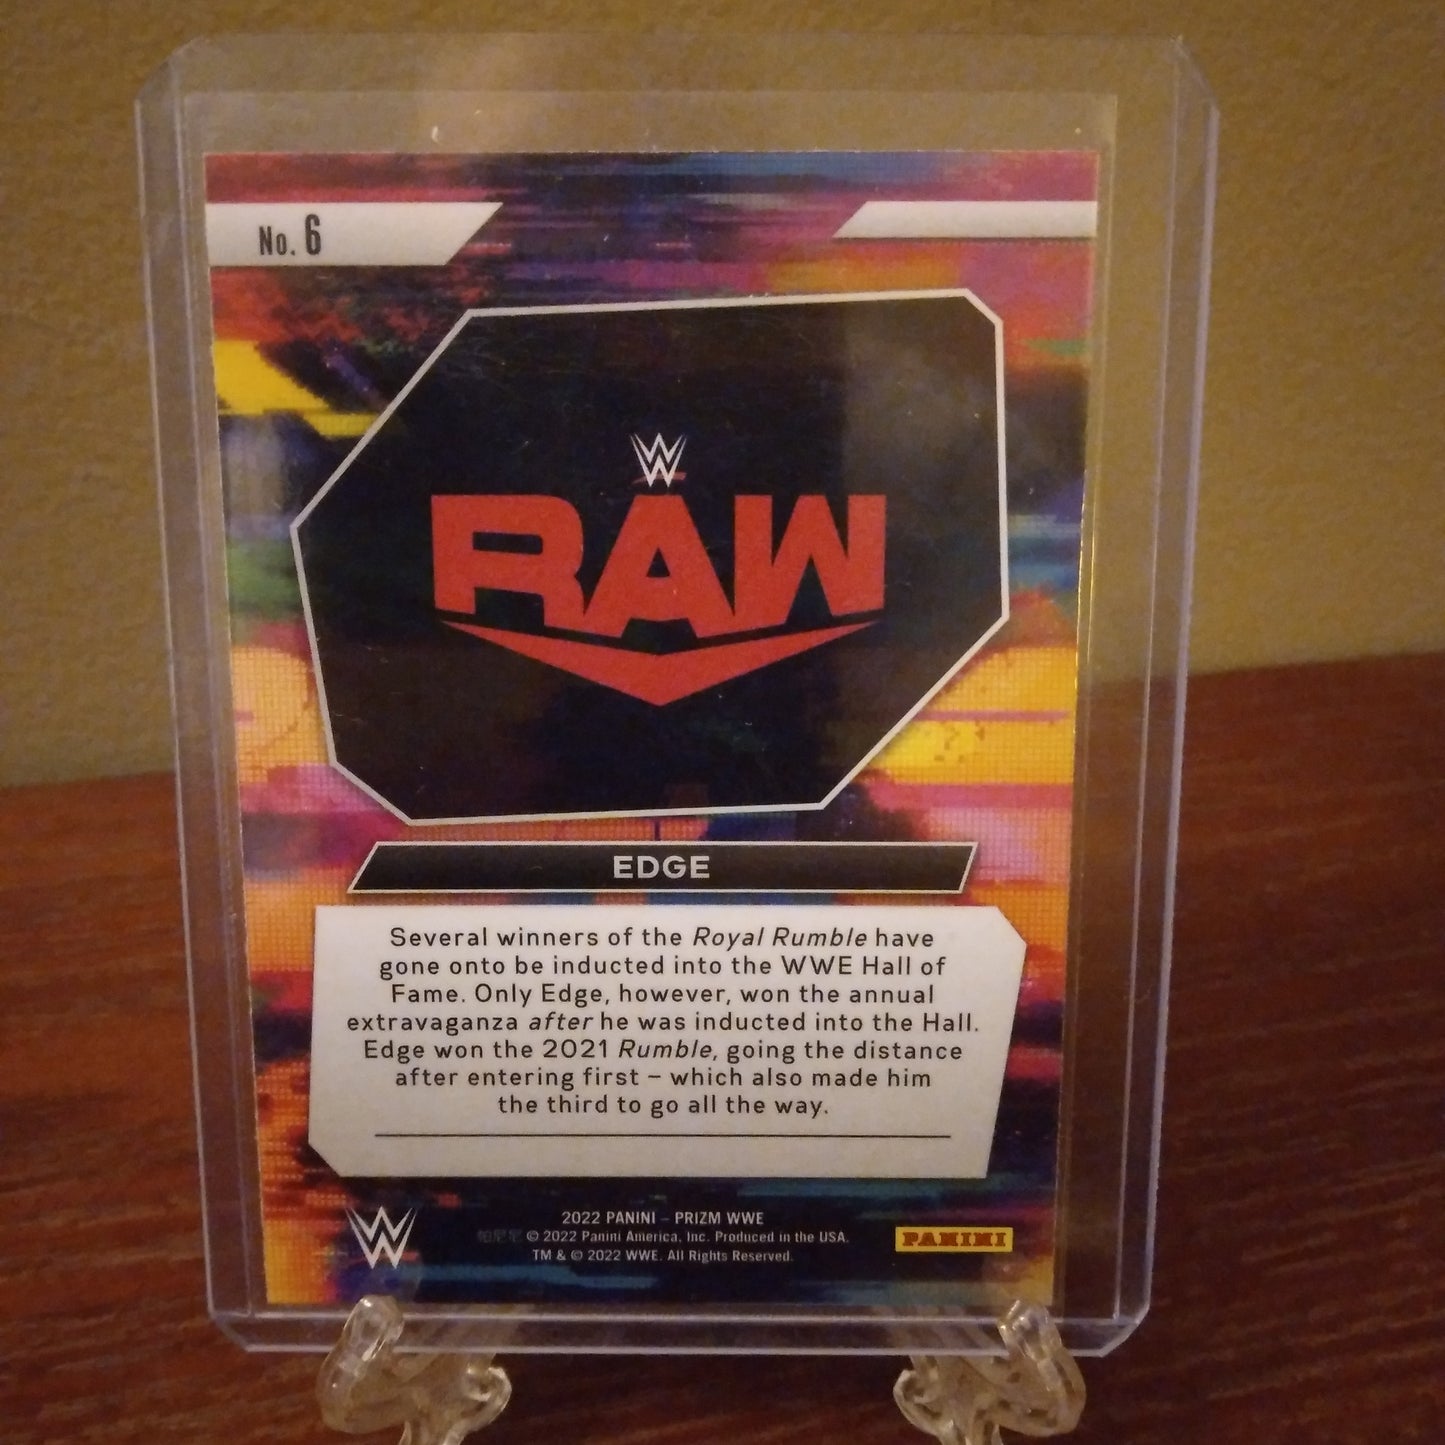 No. 6
W
RAW
EDGE
Several winners of the Royal Rumble have
gone onto be inducted into the WWE Hall of
Fame. Only Edge, however, won the annual
extravaganza after he was inducted into the Hall.
Edge won the 2021 Rumble, going the distance
after entering first – which also made him
the third to go all the way.
W
2022 PANINI – PRIZM WWE
© 2022 Panini America, Inc. Produced in the USA.
TM & © 2022 WWE. All Rights Reserved.
PANINI